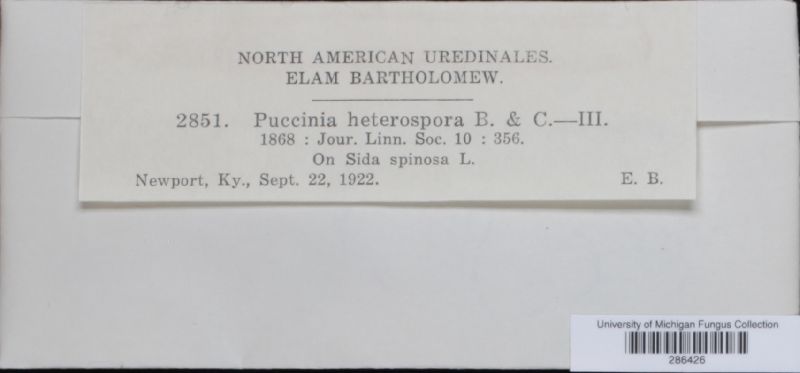 NORTH AMERICAN UREDINALES.
ELAM BARTHOLOMEW.
2851. Puccinia heterospora B. & C.—III.
1868 : Jour. Linn. Soc. 10 : 356.
On Sida spinosa L.
Newport, Ky., Sept. 22, 1922. E. B.
University of Michigan Fungus Collection
286426